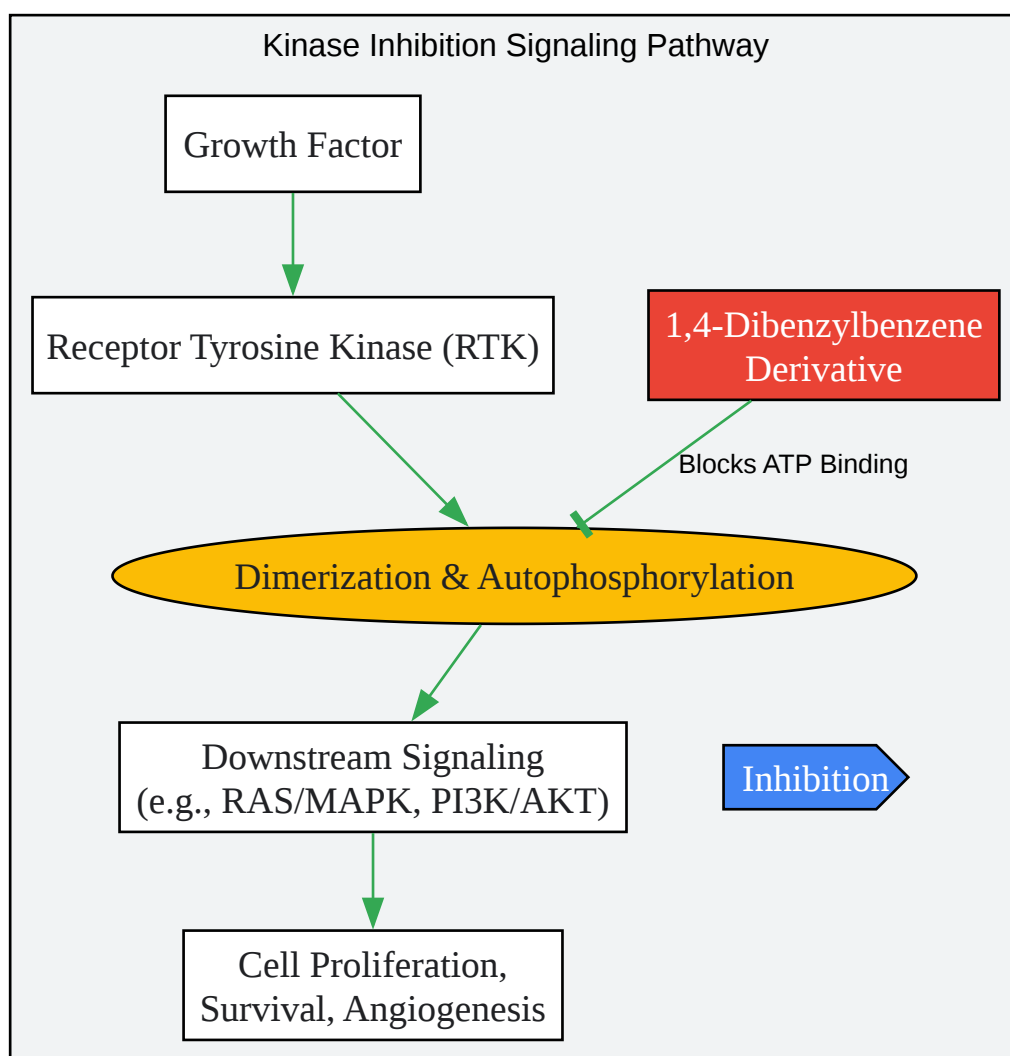 Kinase Inhibition Signaling Pathway
Growth Factor
Receptor Tyrosine Kinase (RTK)
1,4-Dibenzylbenzene
Derivative
Blocks ATP Binding
Dimerization & Autophosphorylation
Downstream Signaling
(e.g., RAS/MAPK, PI3K/AKT)
Inhibition
Cell Proliferation,
Survival, Angiogenesis